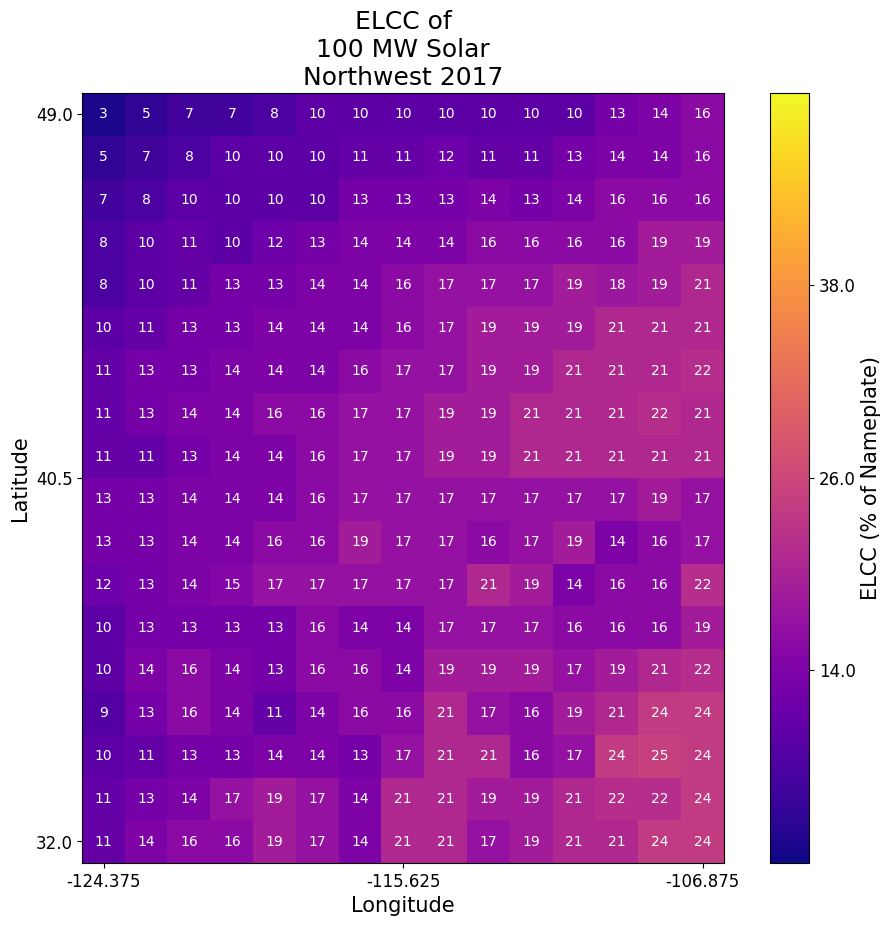 ELCC of
100 MW Solar
Northwest 2017
49.0
3 5 7 7 8 10 10 10 10 10 10 10 13 14 16
5 7 8 10 10 10 11 11 12 11 11 13 14 14 16
7 8 10 10 10 10 13 13 13 14 13 14 16 16 16
8 10 11 10 12 13 14 14 14 16 16 16 16 19 19
8 10 11 13 13 14 14 16 17 17 17 19 18 19 21
10 11 13 13 14 14 14 16 17 19 19 19 21 21 21
11 13 13 14 14 14 16 17 17 19 19 21 21 21 22
11 13 14 14 16 16 17 17 19 19 21 21 21 22 21
11 11 13 14 14 16 17 17 19 19 21 21 21 21 21
40.5
13 13 14 14 14 16 17 17 17 17 17 17 17 19 17
13 13 14 14 16 16 19 17 17 16 17 19 14 16 17
12 13 14 15 17 17 17 17 17 21 19 14 16 16 22
10 13 13 13 13 16 14 14 17 17 17 16 16 16 19
10 14 16 14 13 16 16 14 19 19 19 17 19 21 22
9 13 16 14 11 14 16 16 21 17 16 19 21 24 24
10 11 13 13 14 14 13 17 21 21 16 17 24 25 24
11 13 14 17 19 17 14 21 21 19 19 21 22 22 24
32.0
11 14 16 16 19 17 14 21 21 17 19 21 21 24 24
Latitude
-124.375 -115.625 -106.875
Longitude
38.0
26.0
14.0
ELCC (% of Nameplate)